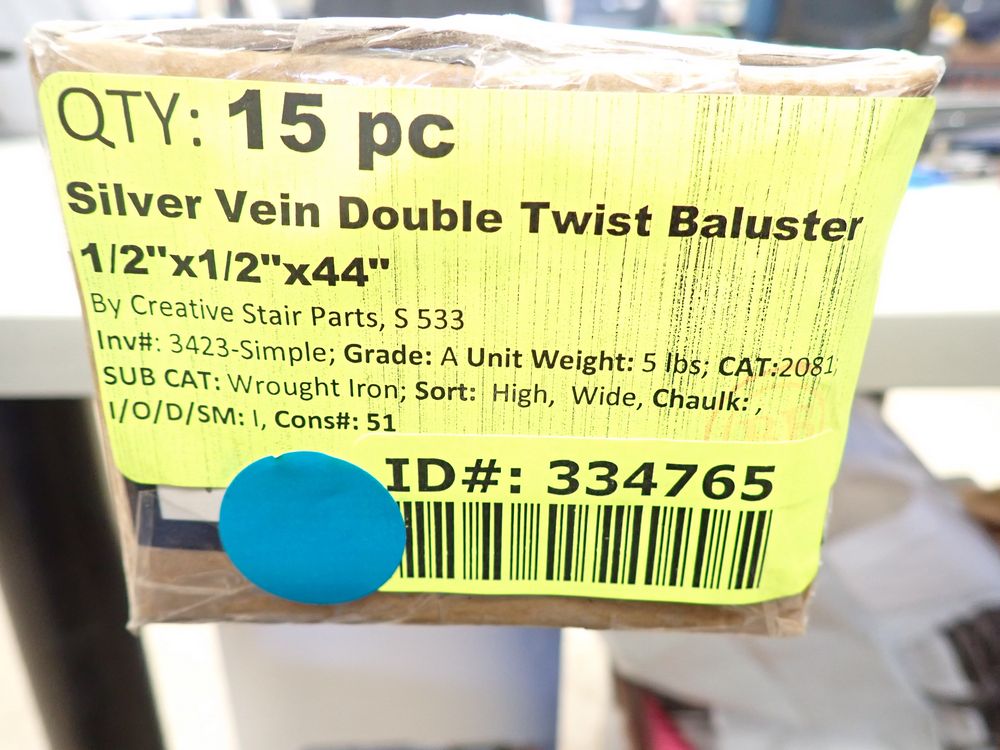 QTY: 15 pc
Silver Vein Double Twist Baluster
1/2"x1/2"x44"
By Creative Stair Parts, S 533
Inv#: 3423-Simple; Grade: A Unit Weight: 5 lbs; CAT:2081
SUB CAT: Wrought Iron; Sort: High, Wide, Chaulk: ,
I/O/D/SM: I, Cons#: 51
ID#: 334765